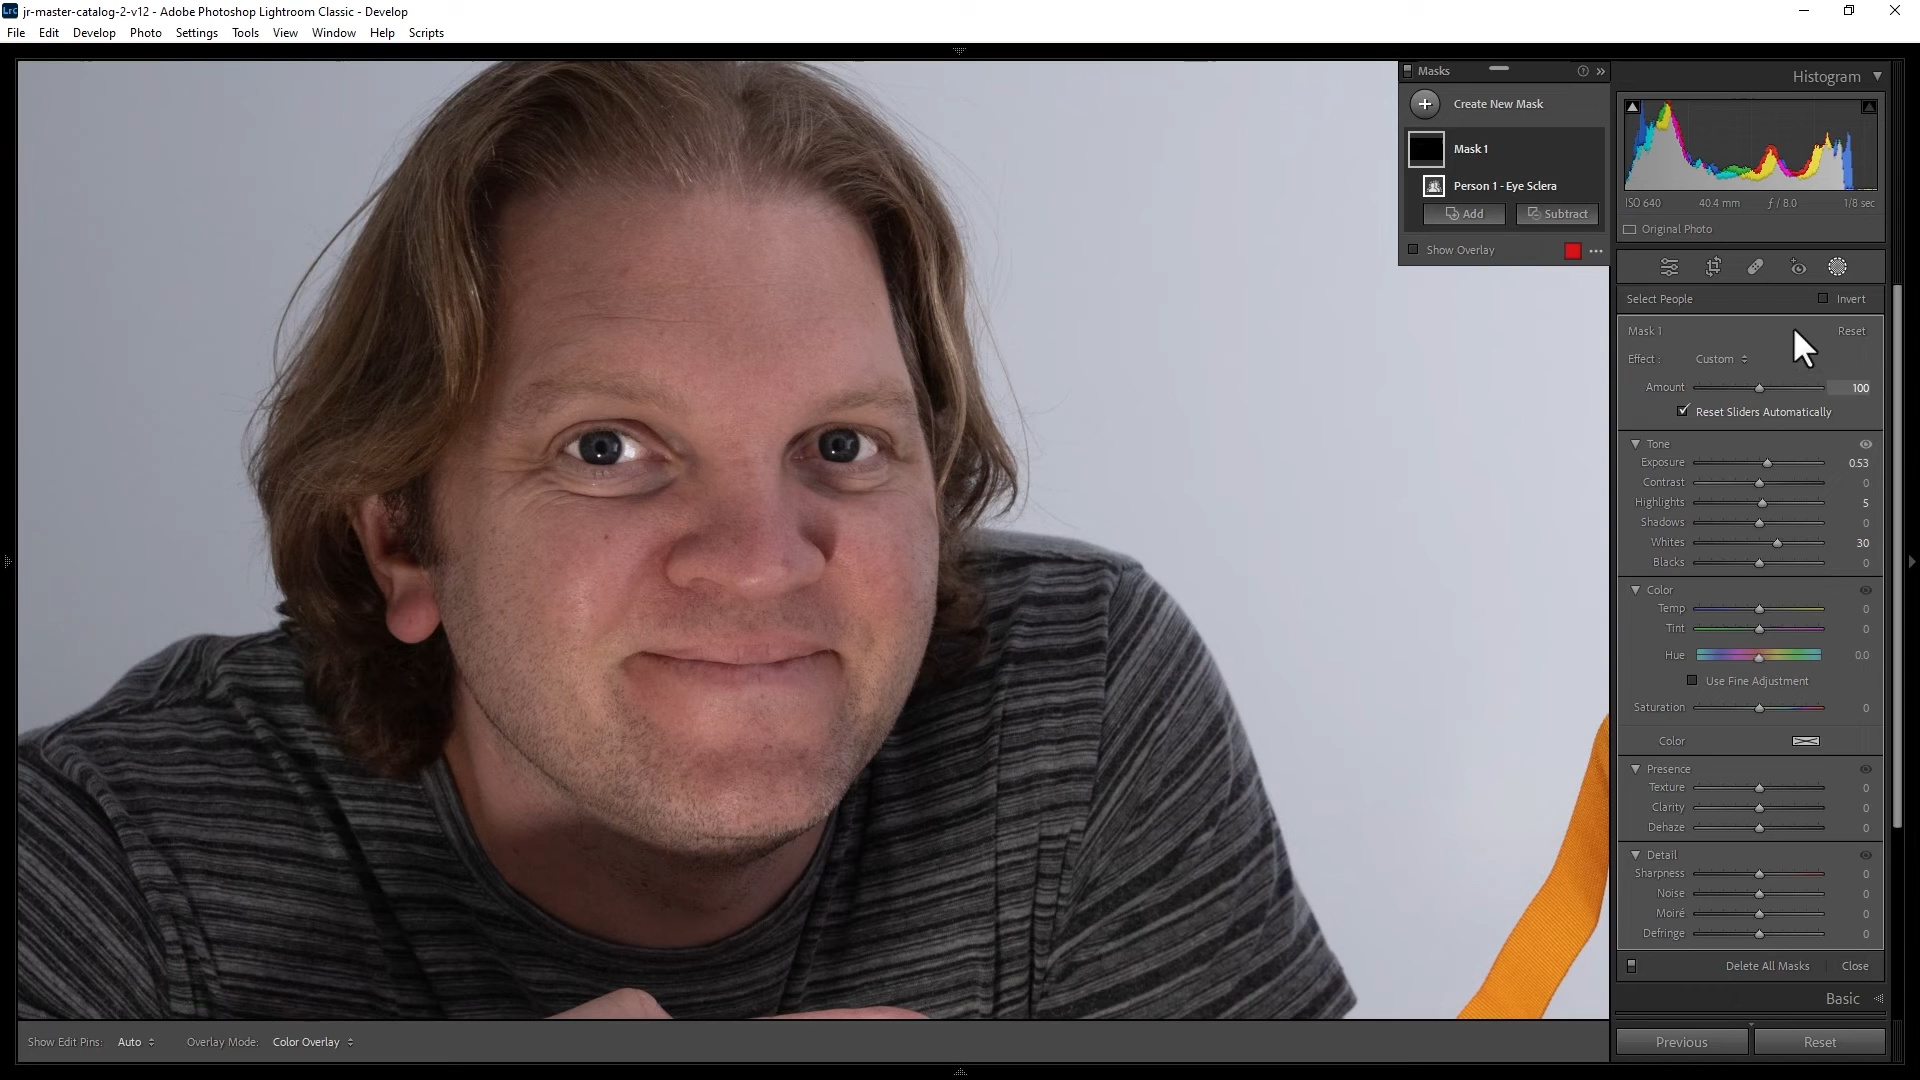 Lrc jr-master-catalog-2-v12 - Adobe Photoshop Lightroom Classic - Develop
File Edit Develop Photo Settings Tools View Window Help Scripts
Masks
Create New Mask
Mask 1
Person 1 - Eye Sclera
Add Subtract
Show Overlay
Histogram
ISO 640 40.4 mm ƒ / 8.0 1/8 sec
Original Photo
Select People Invert
Mask 1 Reset
Effect : Custom
Amount 100
Reset Sliders Automatically
Tone
Exposure 0.53
Contrast 0
Highlights 5
Shadows 0
Whites 30
Blacks 0
Color
Temp 0
Tint 0
Hue 0.0
Use Fine Adjustment
Saturation 0
Color
Presence
Texture 0
Clarity 0
Dehaze 0
Detail
Sharpness 0
Noise 0
Moiré 0
Defringe 0
Delete All Masks Close
Basic
Previous Reset
Show Edit Pins: Auto Overlay Mode: Color Overlay